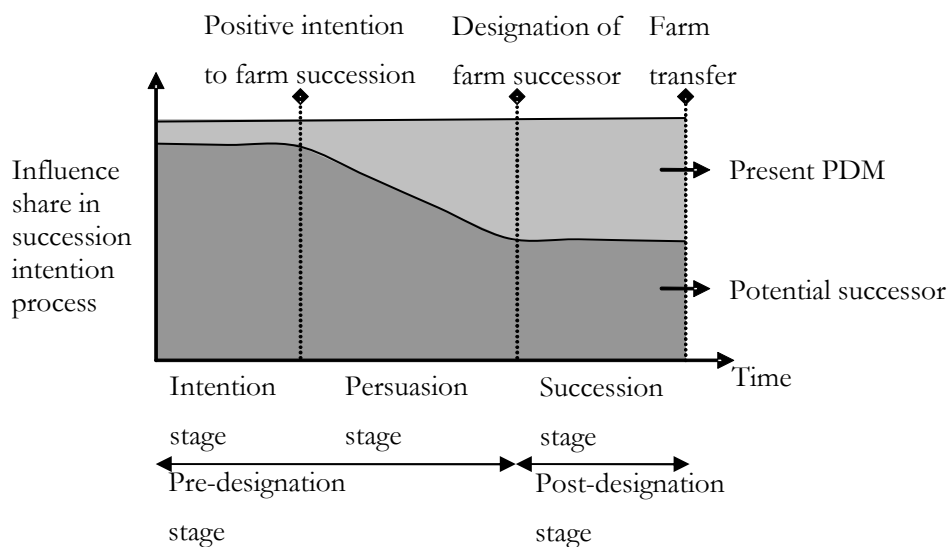 Positive intention
to farm succession
Designation of
farm successor
Farm
transfer
Influence
share in
succession
intention
process
Present PDM
Potential successor
Time
Intention
stage
Persuasion
stage
Succession
stage
Pre-designation
stage
Post-designation
stage